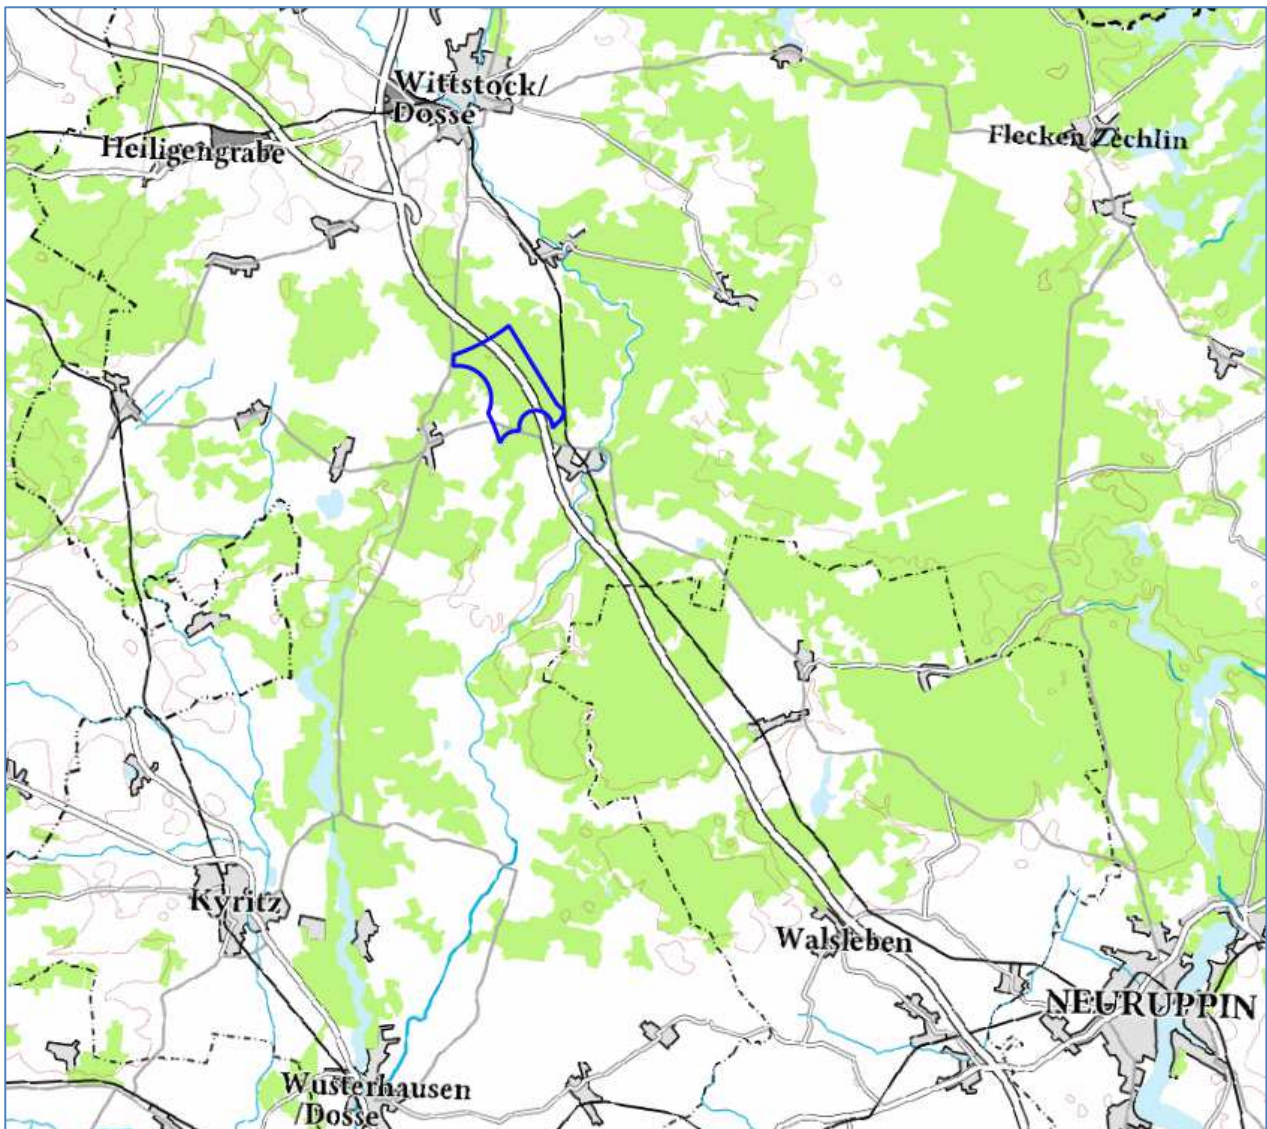 Wittstock/
Dosse
Flecken Zechlin
Heiligengrabe
Kyritz
Walsleben
NEURUPPIN
Wusterhausen
/Dosse